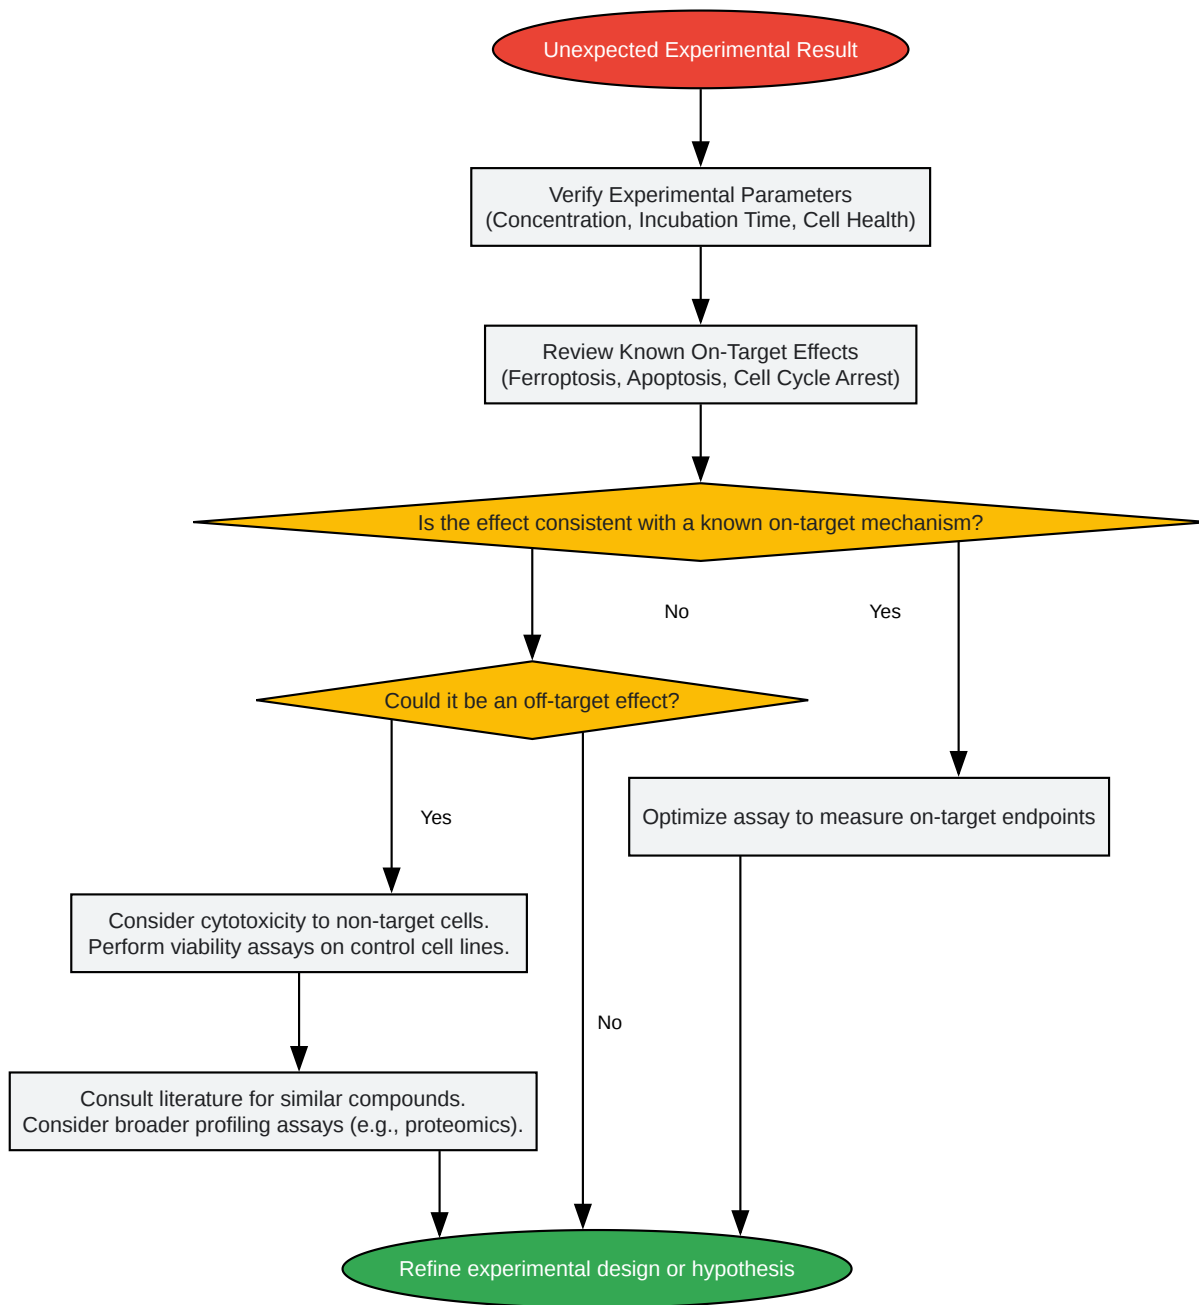 Unexpected Experimental Result
Verify Experimental Parameters
(Concentration, Incubation Time, Cell Health)
Review Known On-Target Effects
(Ferroptosis, Apoptosis, Cell Cycle Arrest)
Is the effect consistent with a known on-target mechanism?
No
Yes
Could it be an off-target effect?
Yes
Optimize assay to measure on-target endpoints
Consider cytotoxicity to non-target cells.
Perform viability assays on control cell lines.
No
Consult literature for similar compounds.
Consider broader profiling assays (e.g., proteomics).
Refine experimental design or hypothesis